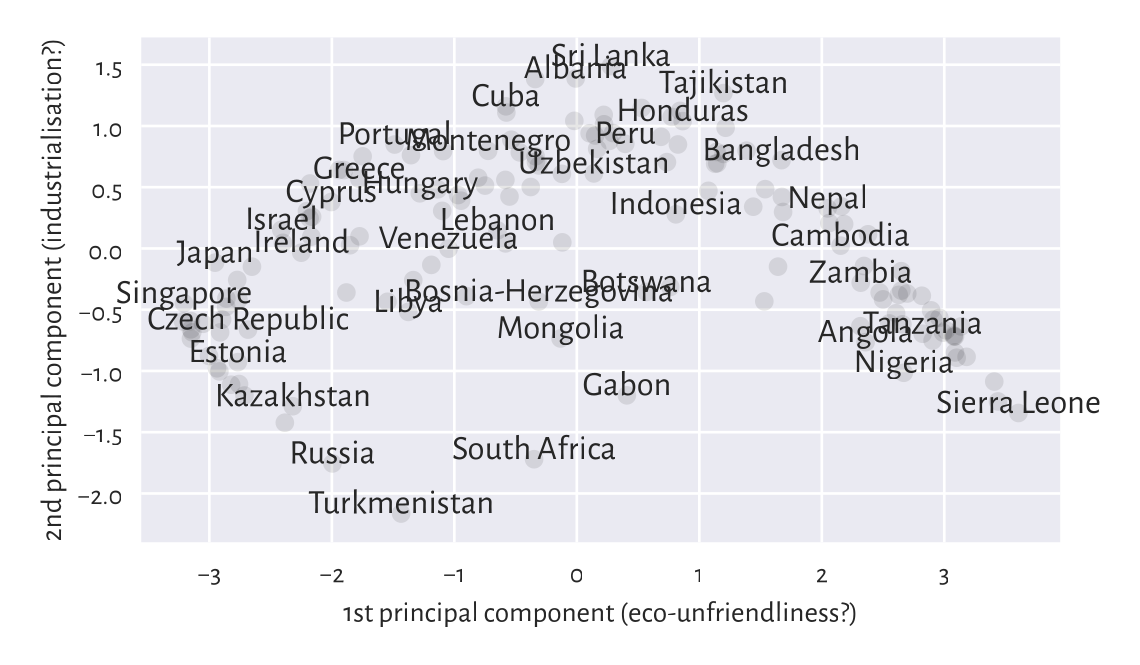 2nd principal component (industrialisation?)
1.5
1.0
0.5
0.0
−0.5
−1.0
−1.5
−2.0
Sri Lanka
Albania
Tajikistan
Cuba
Honduras
Portugal
Montenegro
Peru
Bangladesh
Uzbekistan
Greece
Hungary
Cyprus
Nepal
Indonesia
Israel
Lebanon
Ireland
Venezuela
Cambodia
Japan
Zambia
Botswana
Singapore
Bosnia-Herzegovina
Libya
Czech Republic
Mongolia
Tanzania
Angola
Estonia
Nigeria
Kazakhstan
Gabon
Sierra Leone
Russia
South Africa
Turkmenistan
−3
−2
−1
0
1
2
3
1st principal component (eco-unfriendliness?)